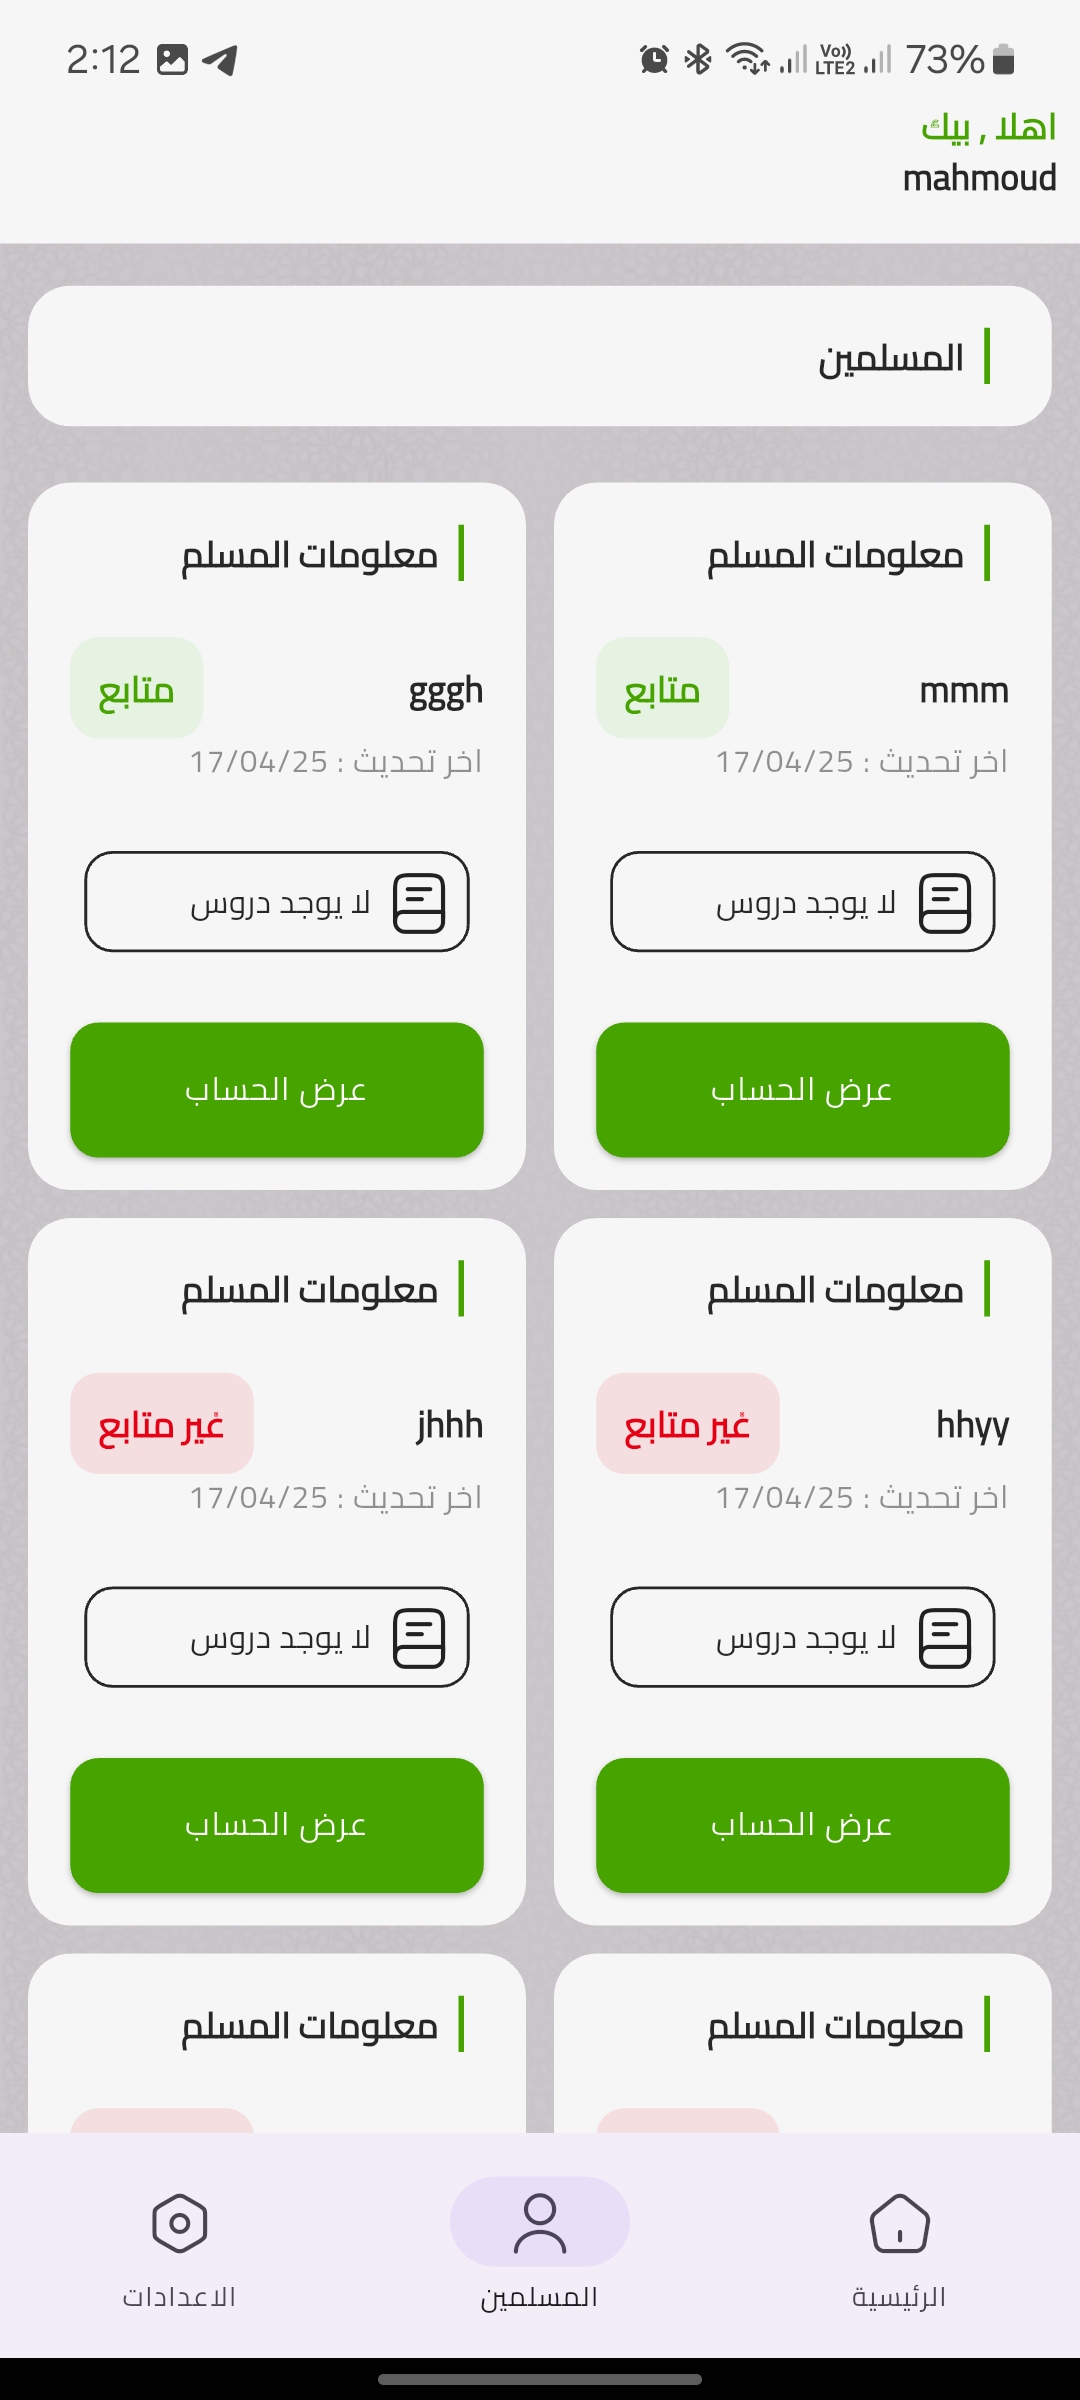 2:12
Vo)) LTE2 73%
اهلا , بيك
mahmoud
المسلمين
معلومات المسلم
mmm
متابع
اخر تحديث : 17/04/25
لا يوجد دروس
عرض الحساب
معلومات المسلم
gggh
متابع
اخر تحديث : 17/04/25
لا يوجد دروس
عرض الحساب
معلومات المسلم
hhyy
غير متابع
اخر تحديث : 17/04/25
لا يوجد دروس
عرض الحساب
معلومات المسلم
jhhh
غير متابع
اخر تحديث : 17/04/25
لا يوجد دروس
عرض الحساب
معلومات المسلم
معلومات المسلم
الرئيسية
المسلمين
الاعدادات